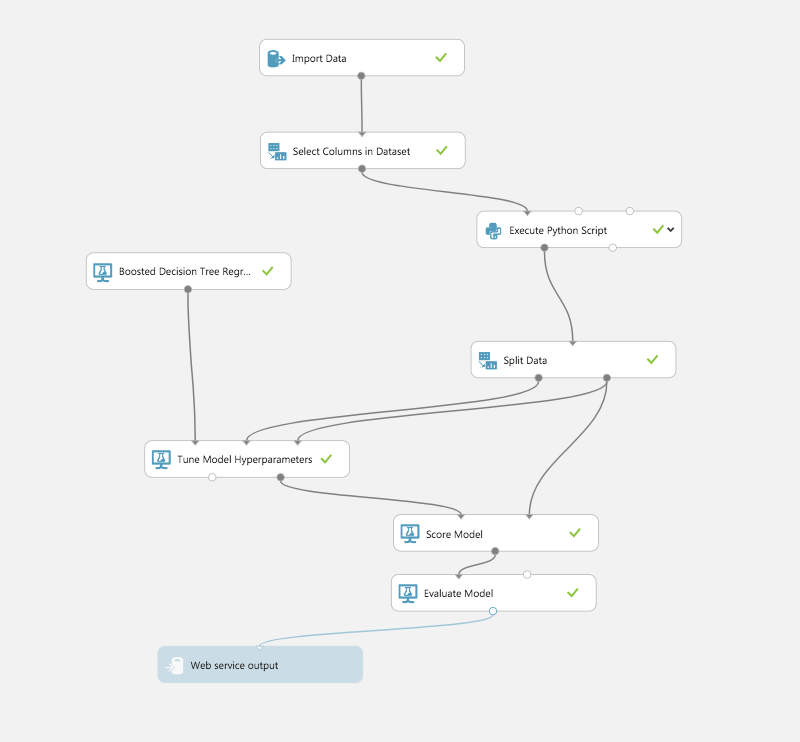 Import Data
Select Columns in Dataset
Execute Python Script
Boosted Decision Tree Regr...
Split Data
Tune Model Hyperparameters
Score Model
Evaluate Model
Web service output